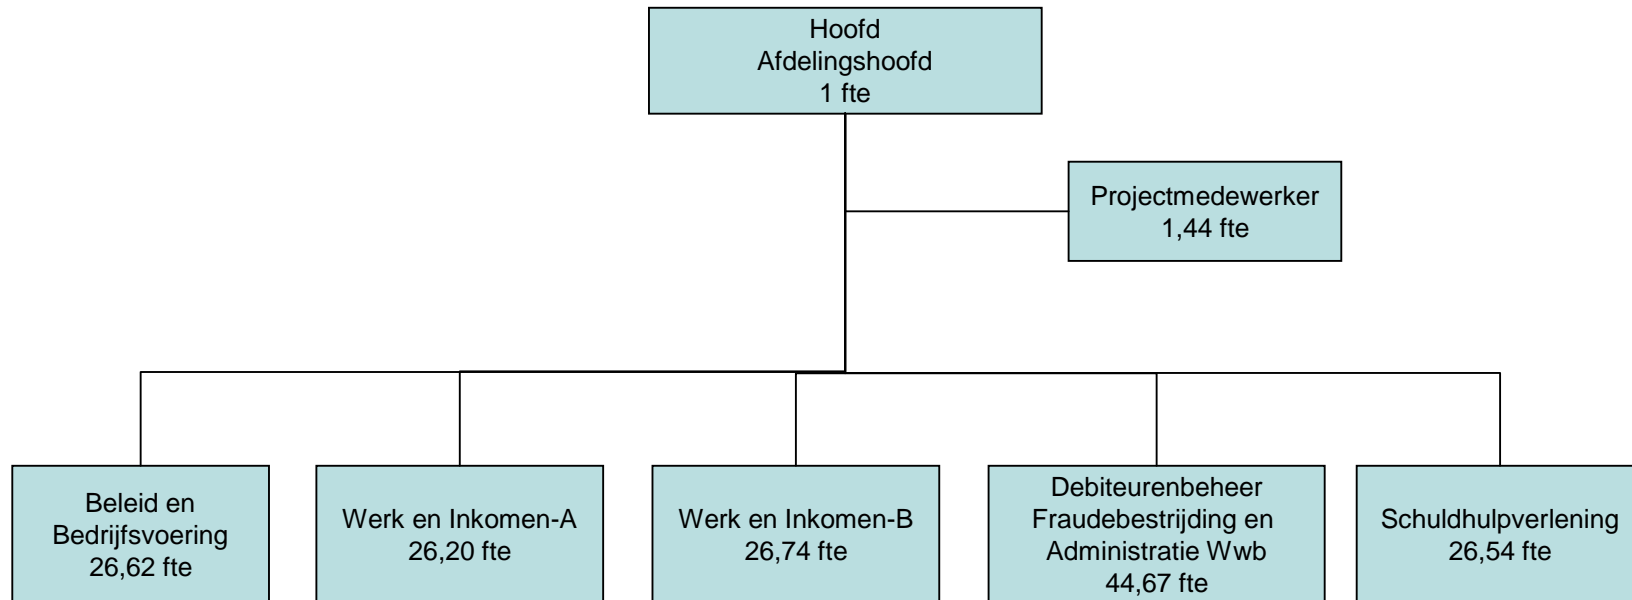 Hoofd
Afdelingshoofd
1 fte
Projectmedewerker
1,44 fte
Beleid en
Bedrijfsvoering
26,62 fte
Werk en Inkomen-A
26,20 fte
Werk en Inkomen-B
26,74 fte
Debiteurenbeheer
Fraudebestrijding en
Administratie Wwb
44,67 fte
Schuldhulpverlening
26,54 fte